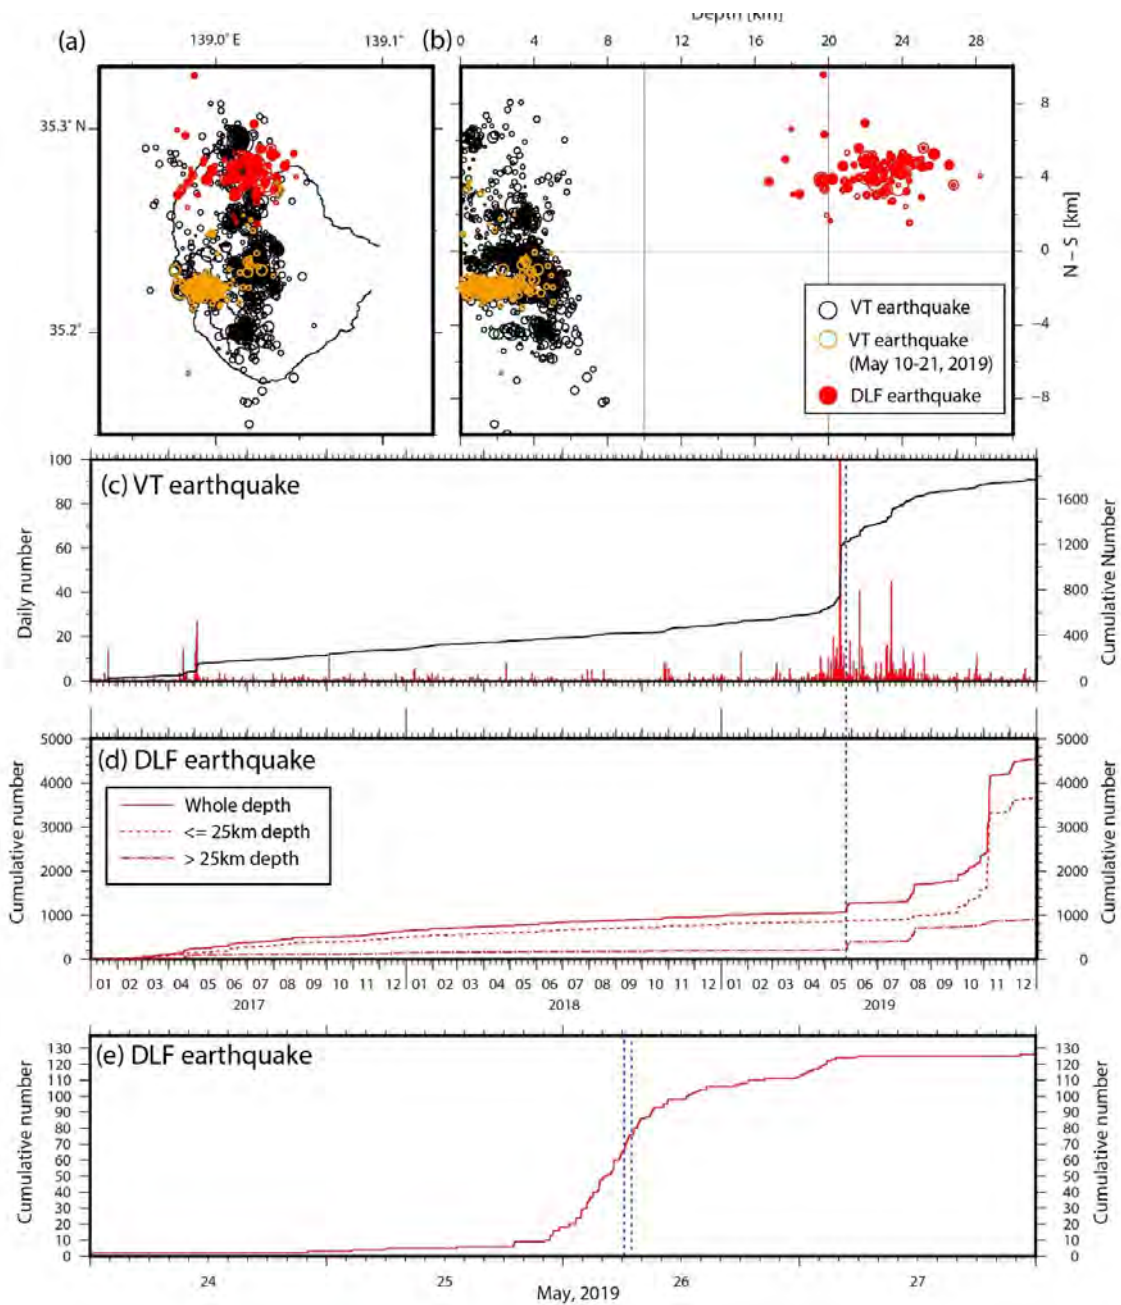 Depth [km]
(a) 139.0° E 139.1° (b) 0 4 8 12 16 20 24 28
35.3° N
35.2°
8
4
0
−4
−8
N – S [km]
VT earthquake
VT earthquake
(May 10-21, 2019)
DLF earthquake
(c) VT earthquake
100
80
60
40
20
0
Daily number
1600
1200
800
400
0
Cumulative Number
(d) DLF earthquake
Whole depth
<= 25km depth
> 25km depth
5000
4000
3000
2000
1000
0
Cumulative number
5000
4000
3000
2000
1000
0
Cumulative number
01 02 03 04 05 06 07 08 09 10 11 12 01 02 03 04 05 06 07 08 09 10 11 12 01 02 03 04 05 06 07 08 09 10 11 12
2017 2018 2019
(e) DLF earthquake
130
120
110
100
90
80
70
60
50
40
30
20
10
0
Cumulative number
130
120
110
100
90
80
70
60
50
40
30
20
10
0
Cumulative number
24 25 26 27
May, 2019